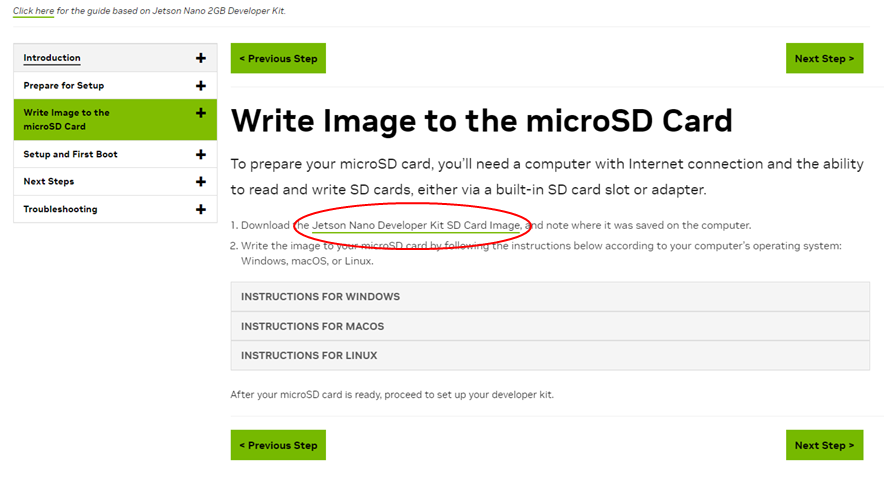 Click here for the guide based on Jetson Nano 2GB Developer Kit.
Introduction +
Prepare for Setup +
Write Image to the +
microSD Card
Setup and First Boot +
Next Steps +
Troubleshooting +
< Previous Step
Next Step >
Write Image to the microSD Card
To prepare your microSD card, you’ll need a computer with Internet connection and the ability
to read and write SD cards, either via a built-in SD card slot or adapter.
1. Download the Jetson Nano Developer Kit SD Card Image, and note where it was saved on the computer.
2. Write the image to your microSD card by following the instructions below according to your computer’s operating system:
Windows, macOS, or Linux.
INSTRUCTIONS FOR WINDOWS
INSTRUCTIONS FOR MACOS
INSTRUCTIONS FOR LINUX
After your microSD card is ready, proceed to set up your developer kit.
< Previous Step
Next Step >